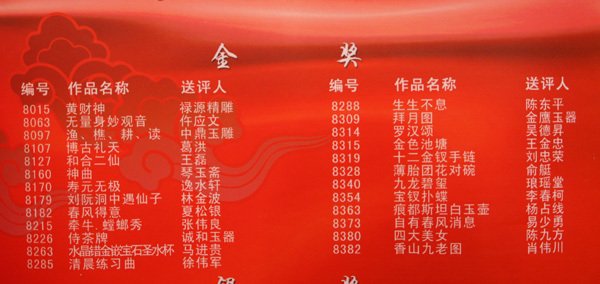 金 奖
编号 作品名称 送评人
8015 黄财神 禄源精雕
8063 无量身妙观音 仵应文
8097 渔、樵、耕、读 中鼎玉雕
8107 博古礼天 葛洪
8127 和合二仙 王磊
8160 神曲 琴玉斋
8170 寿元无极 逸水轩
8179 刘阮洞中遇仙子 林金波
8182 春风得意 夏松银
8215 牵牛.螳螂秀 张伟良
8226 侍茶牌 诚和玉器
8263 水晶错金嵌宝石圣水杯 马进贵
8285 清晨练习曲 徐伟军
编号 作品名称 送评人
8288 生生不息 陈东平
8309 拜月图 金鹰玉器
8314 罗汉颂 吴德昇
8315 金色池塘 王金忠
8319 十二金钗手链 刘忠荣
8328 薄胎团花对碗 俞艇
8340 九龙碧玺 琅瑶堂
8354 宝钗扑蝶 李春柯
8363 痕都斯坦白玉壶 杨占线
8373 自有春风消息 易少勇
8380 四大美女 陈九方
8382 香山九老图 肖伟川
银 奖